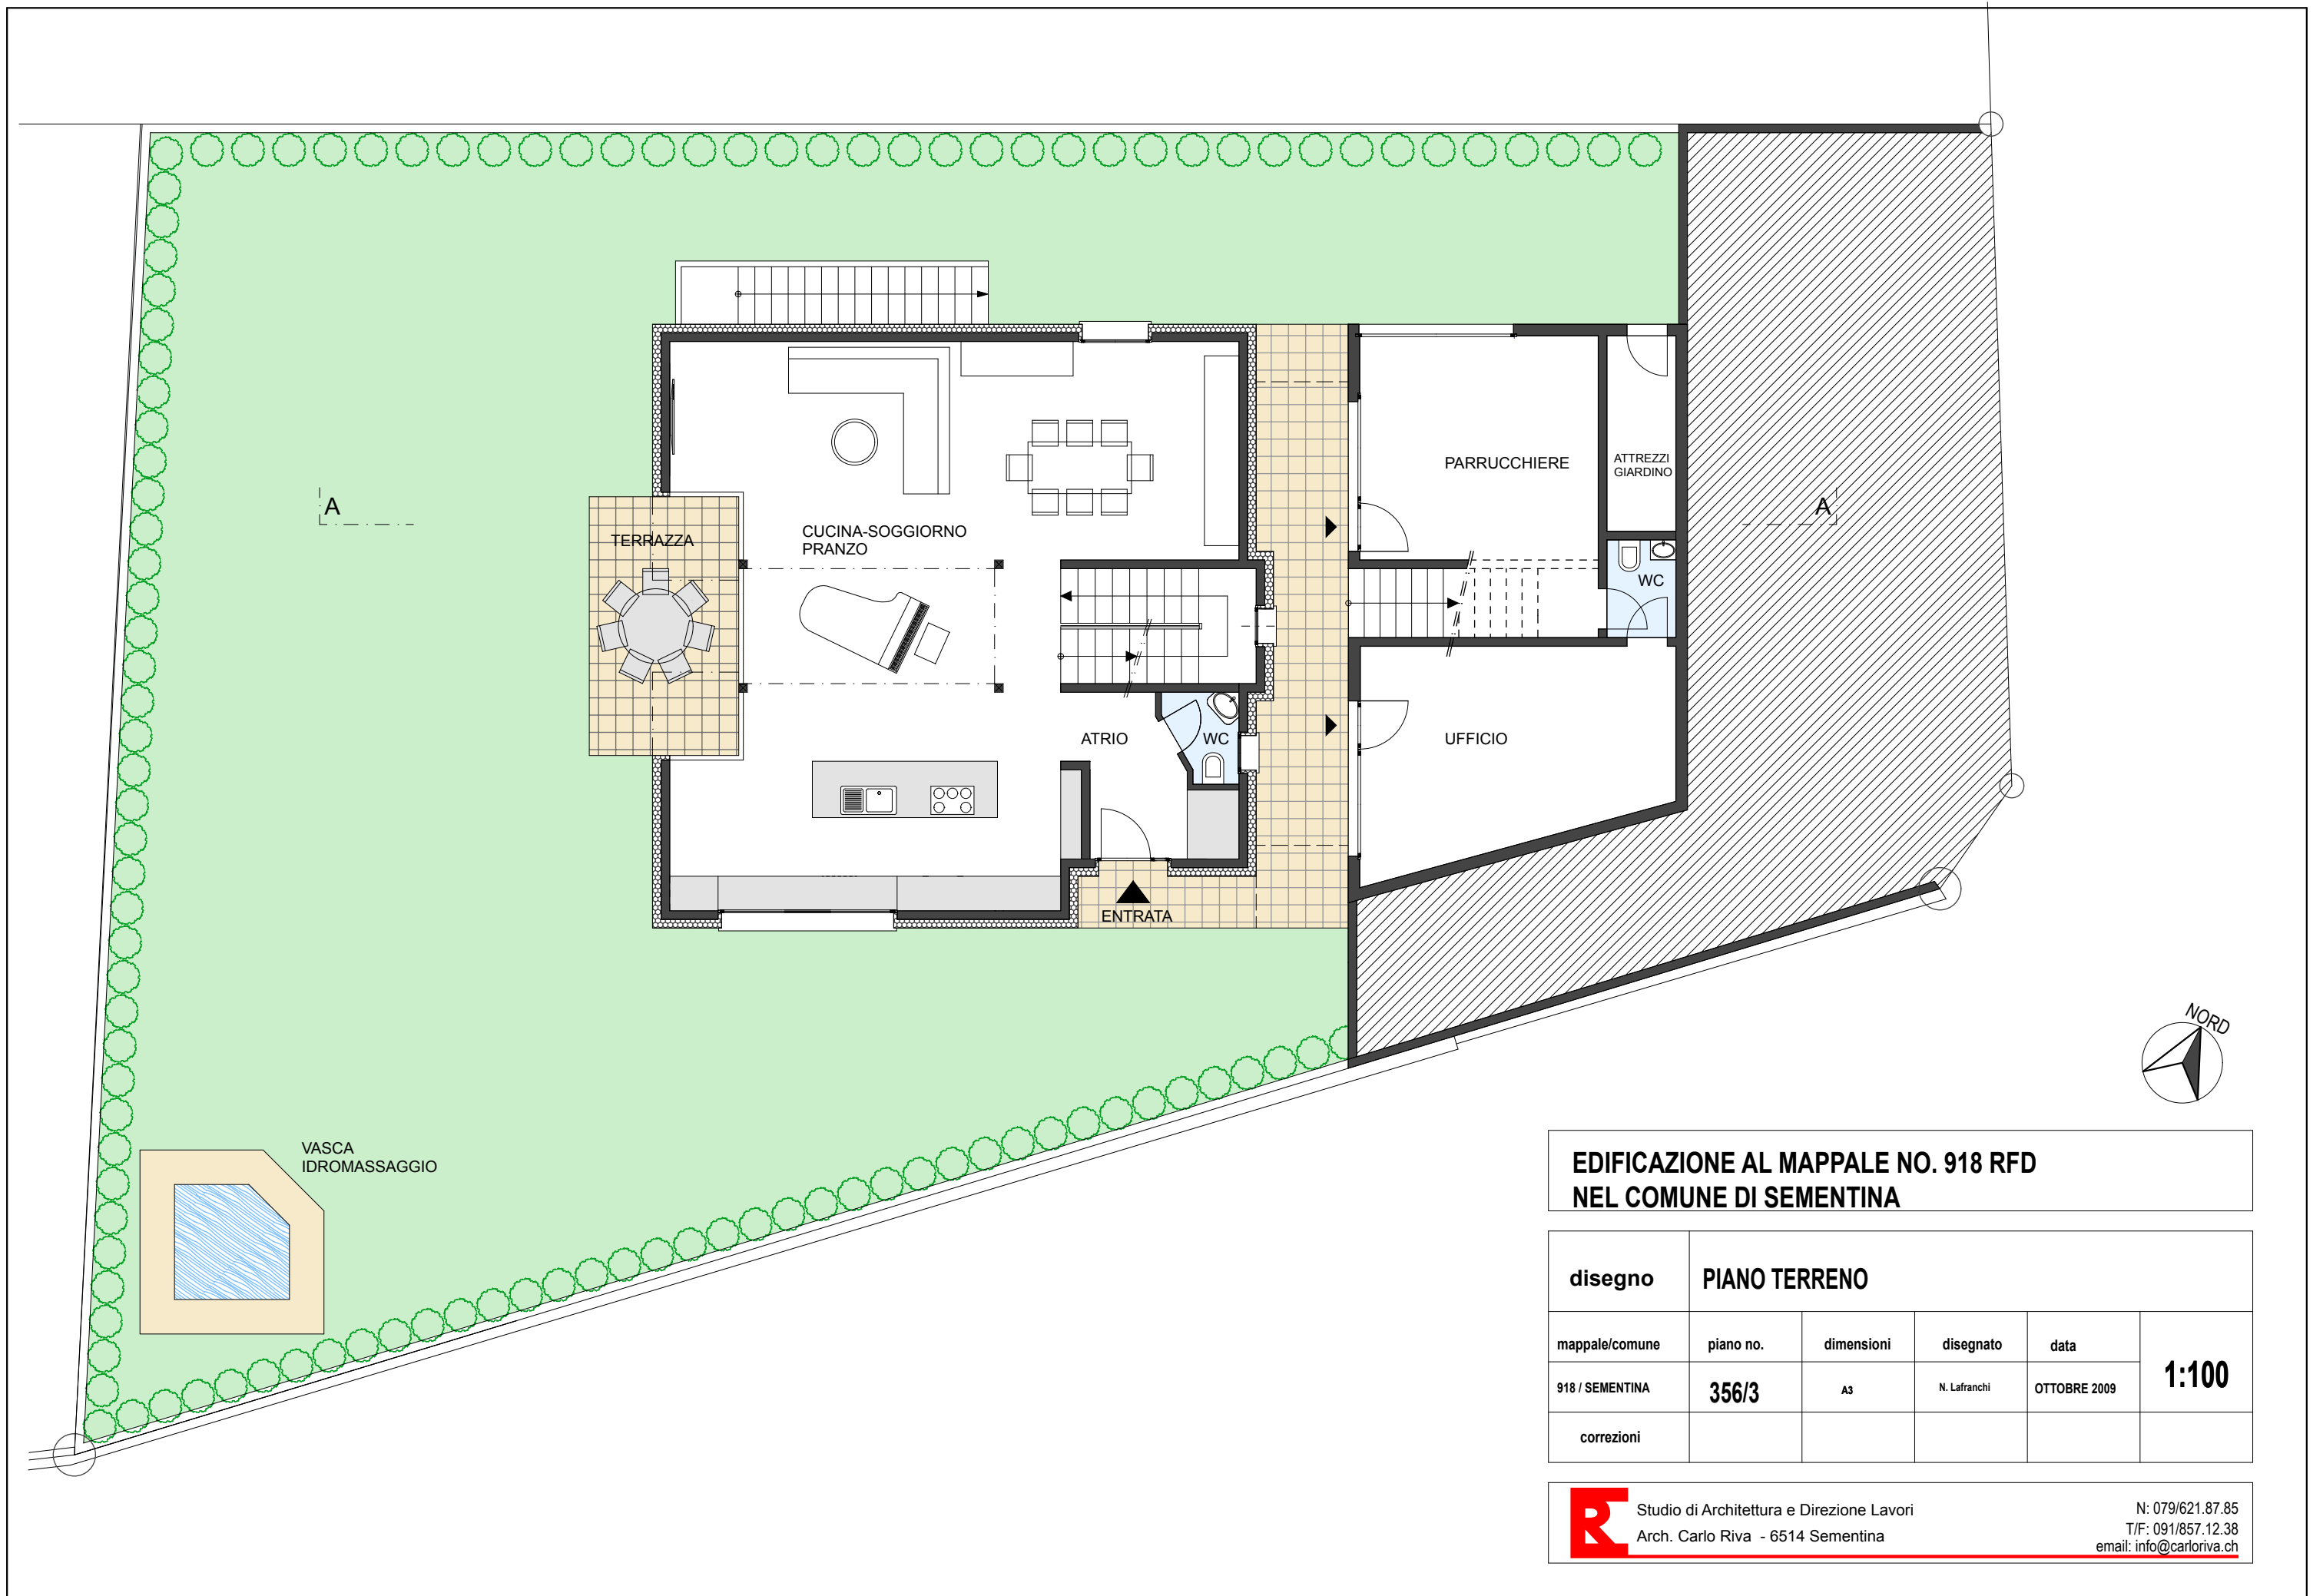 A
TERRAZZA
CUCINA-SOGGIORNO
PRANZO
PARRUCCHIERE
ATTREZZI
GIARDINO
A
WC
ATRIO
WC
UFFICIO
ENTRATA
VASCA
IDROMASSAGGIO
NORD
EDIFICAZIONE AL MAPPALE NO. 918 RFD
NEL COMUNE DI SEMENTINA
disegno PIANO TERRENO
mappale/comune piano no. dimensioni disegnato data 1:100
918 / SEMENTINA 356/3 A3 N. Lafranchi OTTOBRE 2009
correzioni
R Studio di Architettura e Direzione Lavori
Arch. Carlo Riva - 6514 Sementina
N: 079/621.87.85
T/F: 091/857.12.38
email: info@carloriva.ch